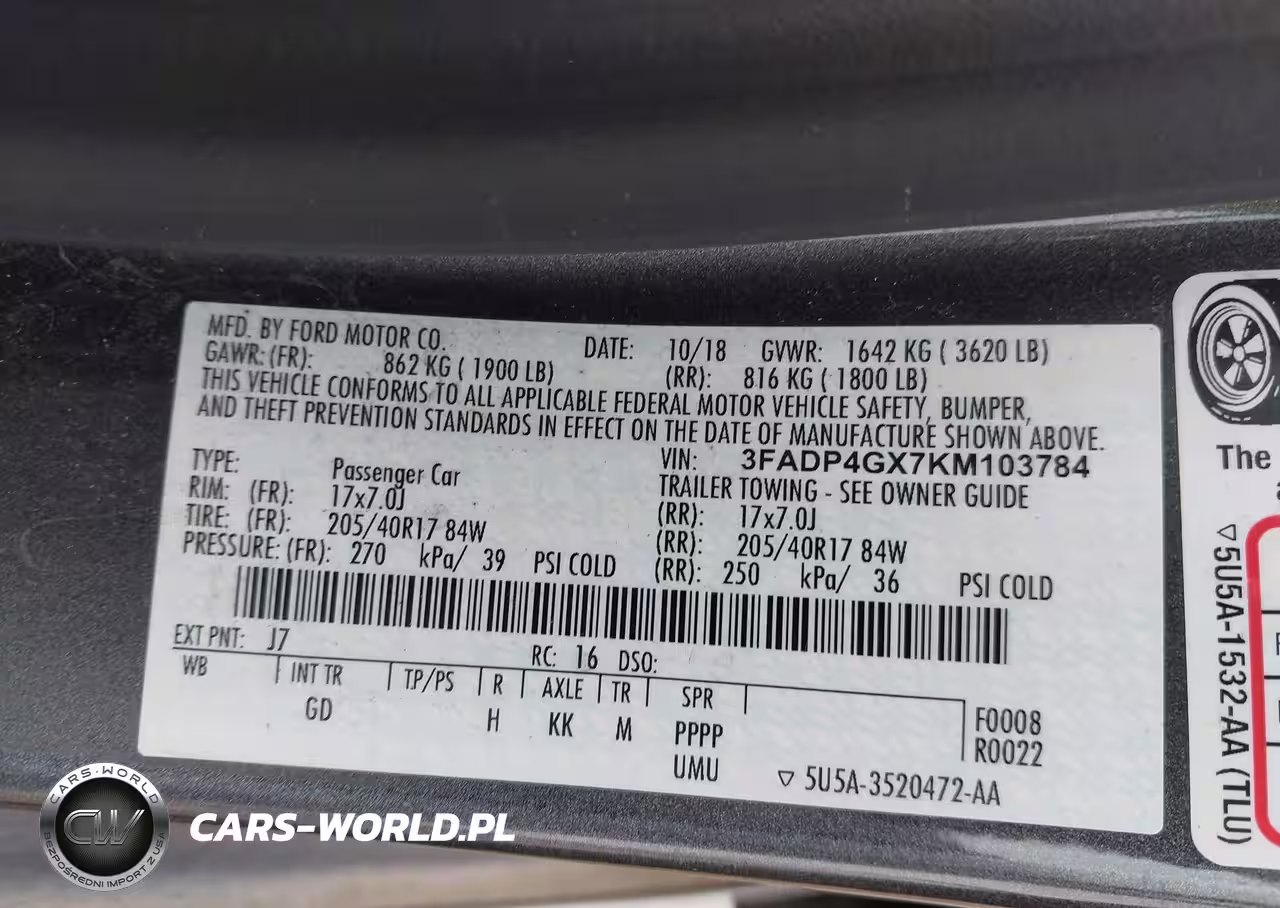 MFD. BY FORD MOTOR CO.
DATE: 10/18 GVWR: 1642 KG ( 3620 LB)
GAWR: (FR): 862 KG ( 1900 LB) (RR): 816 KG ( 1800 LB)
THIS VEHICLE CONFORMS TO ALL APPLICABLE FEDERAL MOTOR VEHICLE SAFETY, BUMPER,
AND THEFT PREVENTION STANDARDS IN EFFECT ON THE DATE OF MANUFACTURE SHOWN ABOVE.
VIN: 3FADP4GX7KM103784
TYPE: Passenger Car TRAILER TOWING - SEE OWNER GUIDE
RIM: (FR): 17x7.0J (RR): 17x7.0J
TIRE: (FR): 205/40R17 84W (RR): 205/40R17 84W
PRESSURE: (FR): 270 kPa/ 39 PSI COLD (RR): 250 kPa/ 36 PSI COLD
EXT PNT: J7 RC: 16 DSO:
WB INT TR TP/PS R AXLE TR SPR
GD H KK M PPPP F0008
UMU R0022
▽ 5U5A-3520472-AA
The
▽5U5A-1532-AA (TLU)
CARS-WORLD
CW
BEZPOŚREDNI IMPORT Z USA
CARS-WORLD.PL